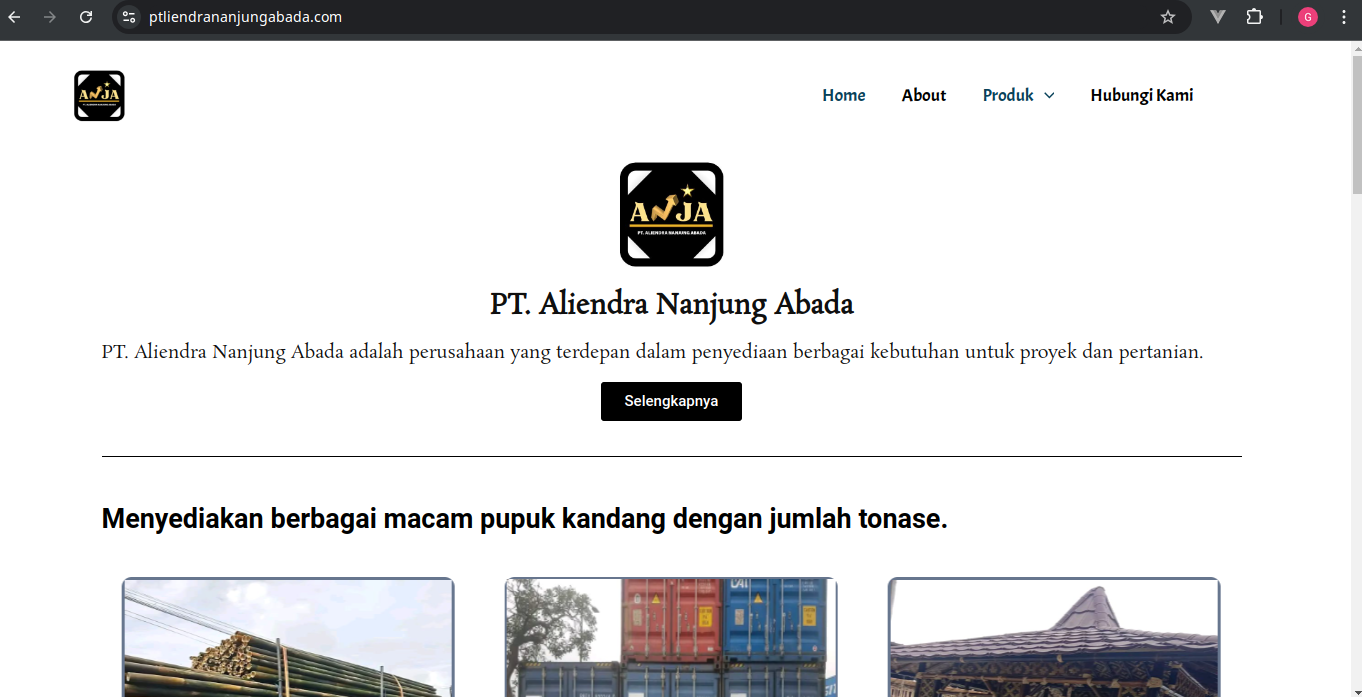 ptliendrananjungabada.com
G
ANJA
Home
About
Produk
Hubungi Kami
ANJA
PT. ALIENDRA NANJUNG ABADA
PT. Aliendra Nanjung Abada
PT. Aliendra Nanjung Abada adalah perusahaan yang terdepan dalam penyediaan berbagai kebutuhan untuk proyek dan pertanian.
Selengkapnya
Menyediakan berbagai macam pupuk kandang dengan jumlah tonase.